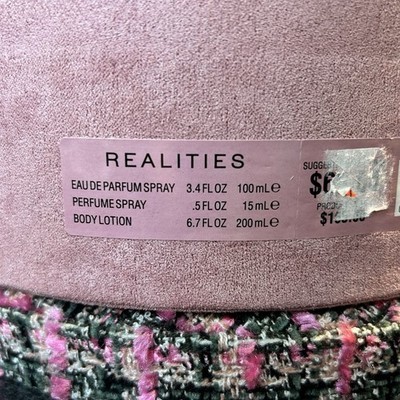 REALITIES
EAU DE PARFUM SPRAY 3.4 FL OZ 100 mL℮
PERFUME SPRAY .5 FL OZ 15 mL℮
BODY LOTION 6.7 FL OZ 200 mL℮